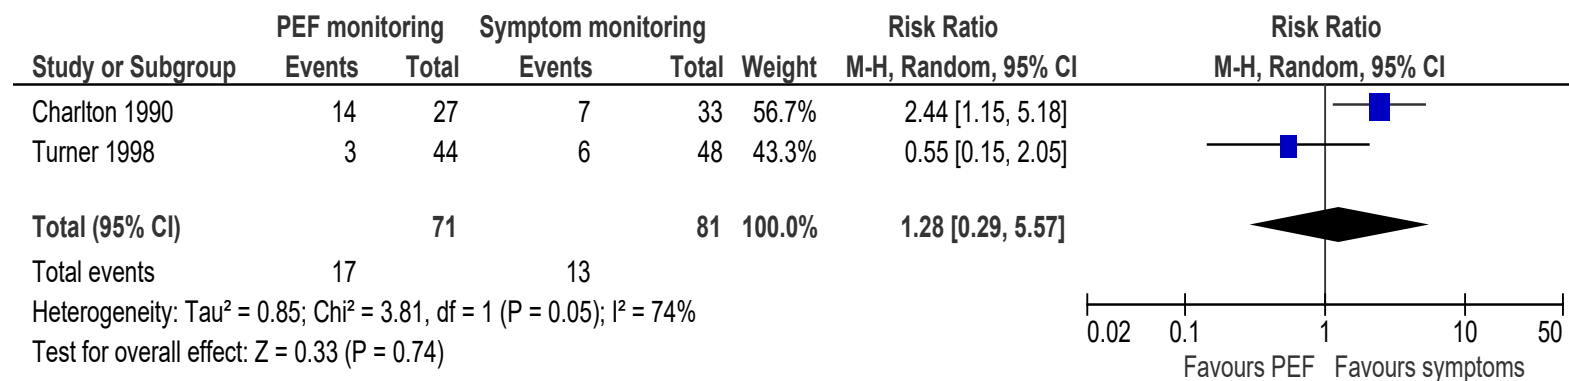 PEF monitoring Symptom monitoring Risk Ratio Risk Ratio
Study or Subgroup Events Total Events Total Weight M-H, Random, 95% CI M-H, Random, 95% CI
Charlton 1990 14 27 7 33 56.7% 2.44 [1.15, 5.18]
Turner 1998 3 44 6 48 43.3% 0.55 [0.15, 2.05]
Total (95% CI) 71 81 100.0% 1.28 [0.29, 5.57]
Total events 17 13
Heterogeneity: Tau² = 0.85; Chi² = 3.81, df = 1 (P = 0.05); I² = 74%
Test for overall effect: Z = 0.33 (P = 0.74)
0.02 0.1 1 10 50
Favours PEF Favours symptoms